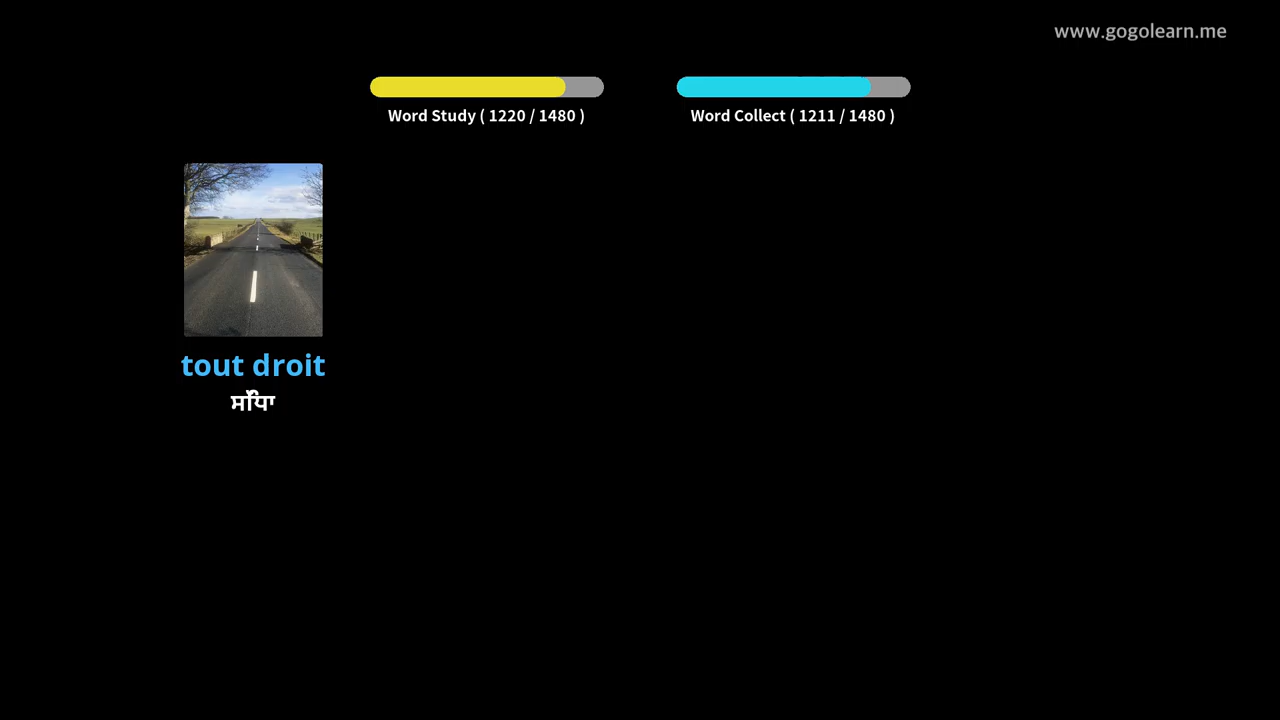 www.gogolearn.me
Word Study ( 1220 / 1480 )
Word Collect ( 1211 / 1480 )
tout droit
ਸਿੱਧਾ